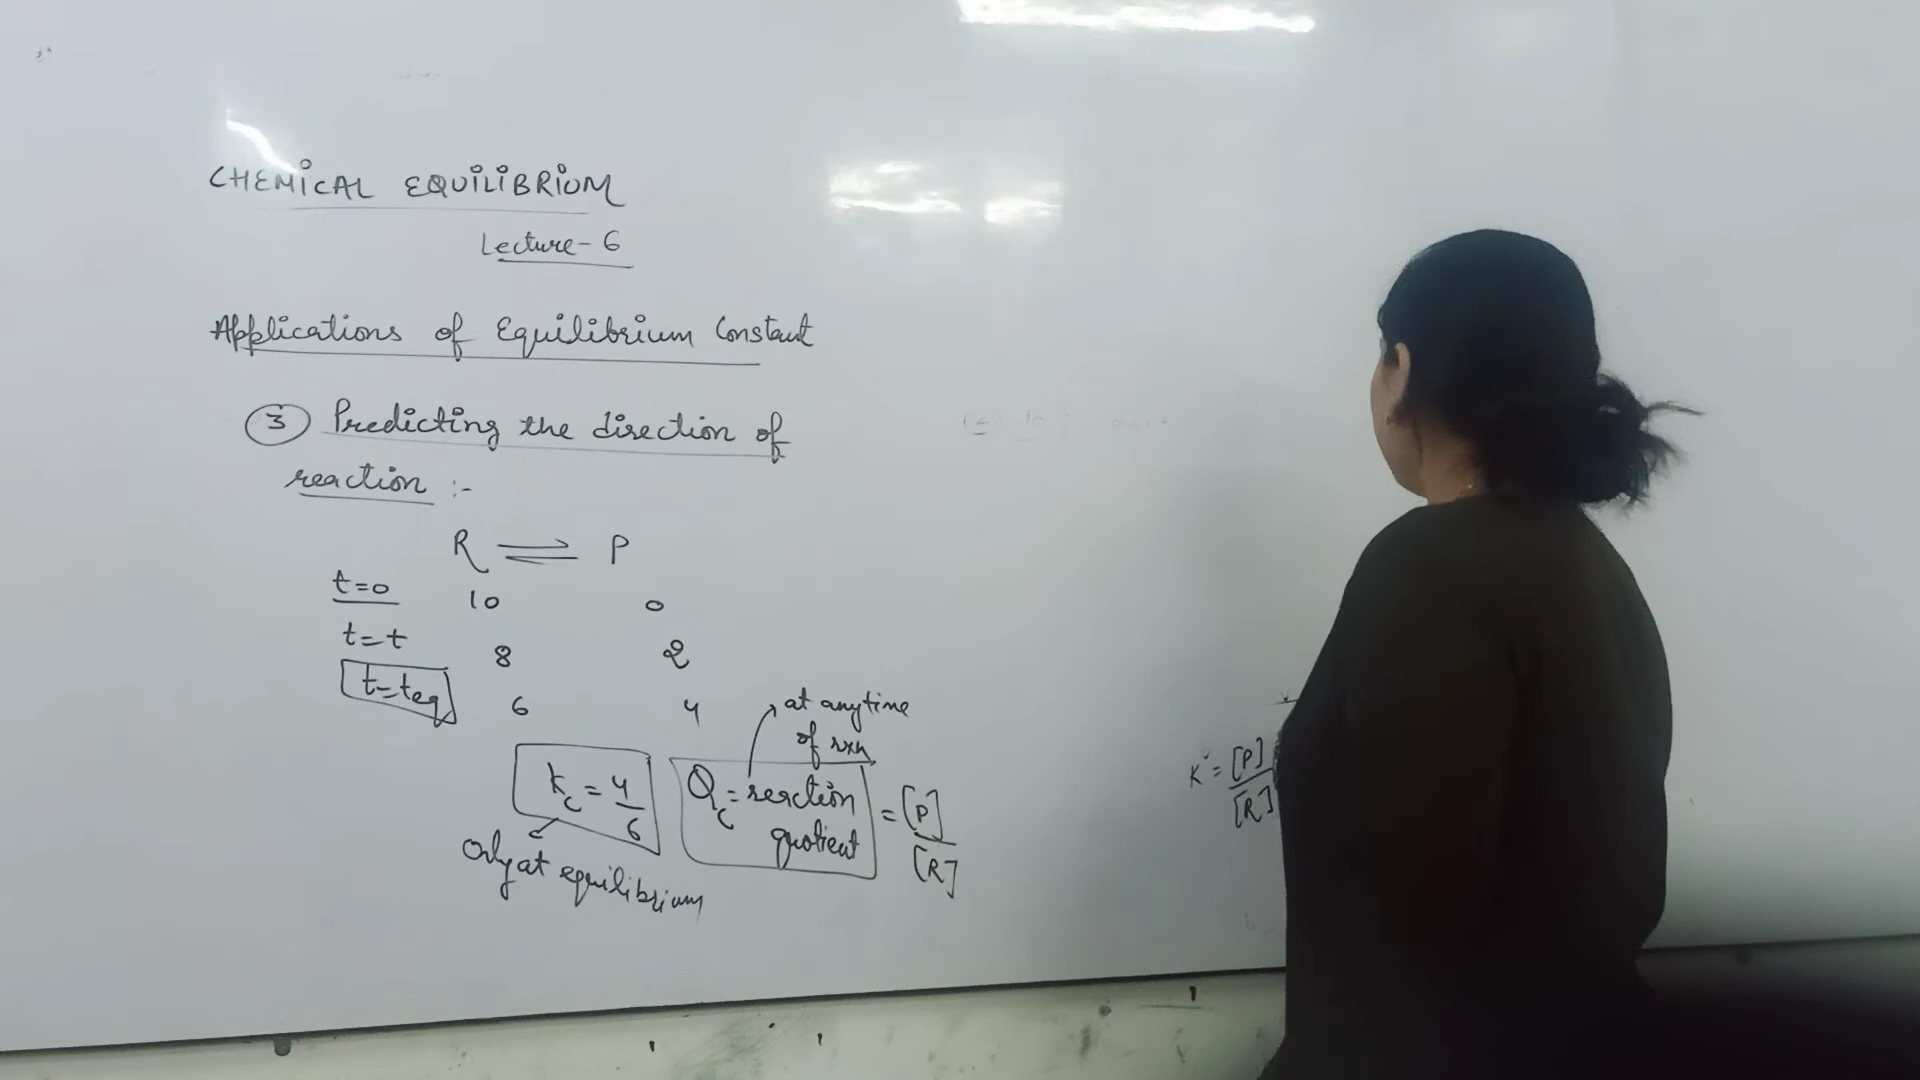 CHEMICAL EQUILIBRIUM
Lecture-6
Applications of Equilibrium Constant
③ Predicting the direction of
reaction :-
R ⇌ P
t=0 10 0
t=t 8 2
t=teq 6 4
at anytime
of rxn
Kc = 4/6
Qc = reaction quotient = [P]/[R]
Only at equilibrium
K = [P]/[R]